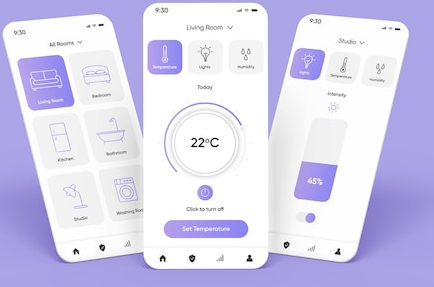 9:30
All Rooms
Living Room
Bedroom
Kitchen
Bathroom
Studio
Washing Room
9:30
Living Room
Temperature
Lights
Humidity
Today
22°C
Click to turn off
Set Temperature
9:30
Studio
Lights
Temperature
Humidity
Intensity
45%